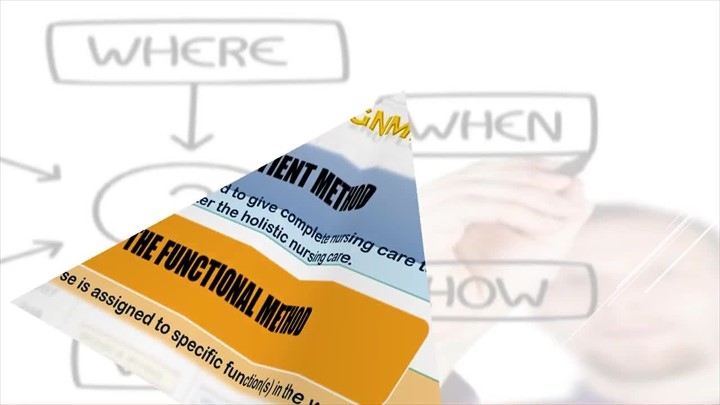 WHERE
WHEN
?
TIENT METHOD
d to give complete nursing care t
er the holistic nursing care.
THE FUNCTIONAL METHOD
HOW
se is assigned to specific function(s) in the w